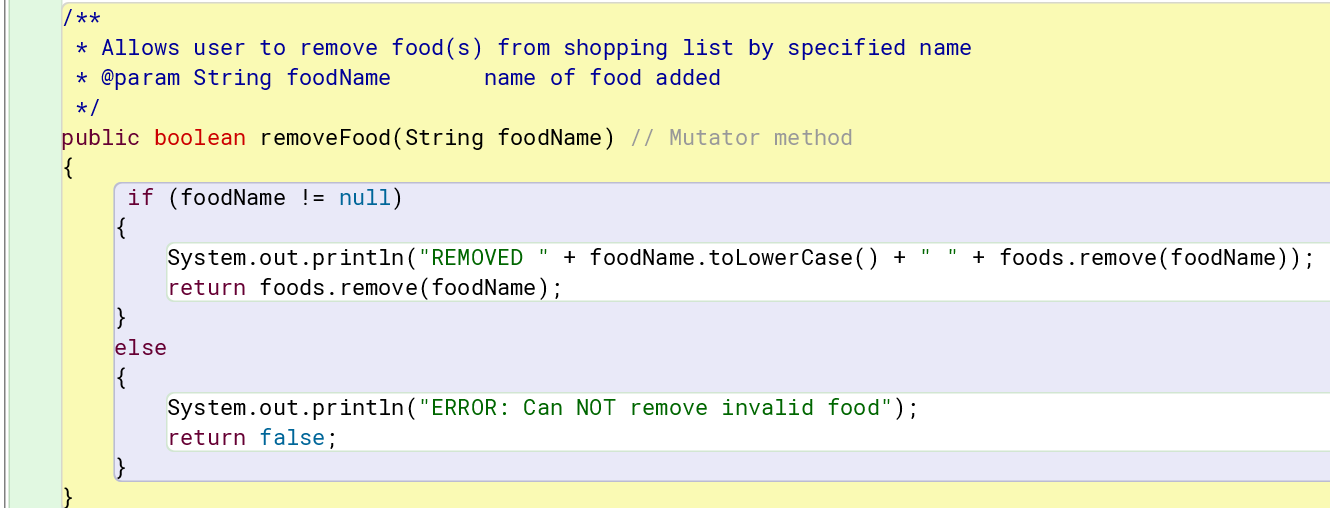 /**
 * Allows user to remove food(s) from shopping list by specified name
 * @param String foodName       name of food added
 */
public boolean removeFood(String foodName) // Mutator method
{
     if (foodName != null)
    {
        System.out.println("REMOVED " + foodName.toLowerCase() + " " + foods.remove(foodName));
        return foods.remove(foodName);
    }
    else
    {
        System.out.println("ERROR: Can NOT remove invalid food");
        return false;
    }
}